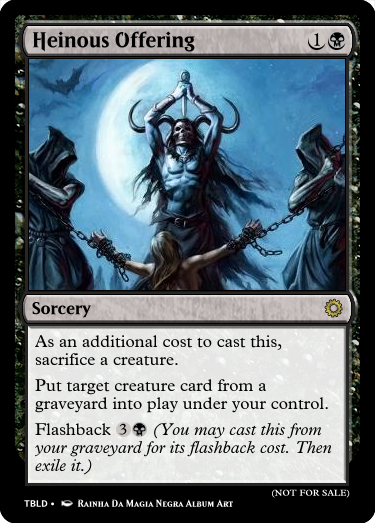 Heinous Offering 1
Sorcery
As an additional cost to cast this,
sacrifice a creature.
Put target creature card from a
graveyard into play under your control.
Flashback 3 (You may cast this from
your graveyard for its flashback cost. Then
exile it.)
(NOT FOR SALE)
TBLD • Rainha Da Magia Negra Album Art